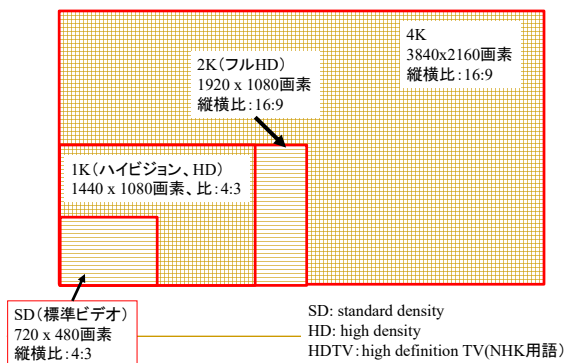 4K
3840x2160画素
縦横比：16:9
2K（フルHD）
1920 x 1080画素
縦横比：16:9
1K（ハイビジョン、HD）
1440 x 1080画素、比：4:3
SD（標準ビデオ）
720 x 480画素
縦横比：4:3
SD: standard density
HD: high density
HDTV：high definition TV(NHK用語）